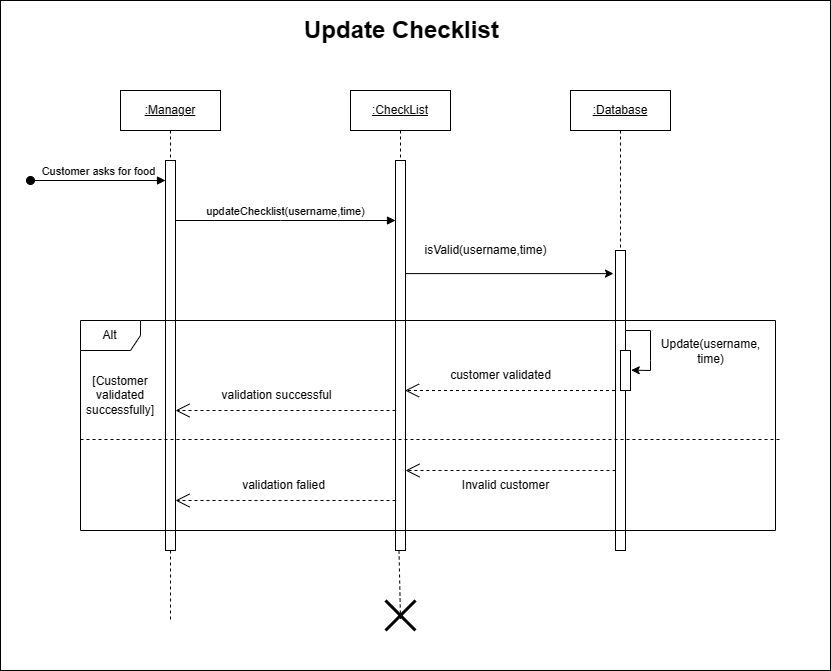 Update Checklist
:Manager
:CheckList
:Database
Customer asks for food
updateChecklist(username,time)
isValid(username,time)
Alt
Update(username,
time)
[Customer
validated
successfully]
customer validated
validation successful
Invalid customer
validation falied